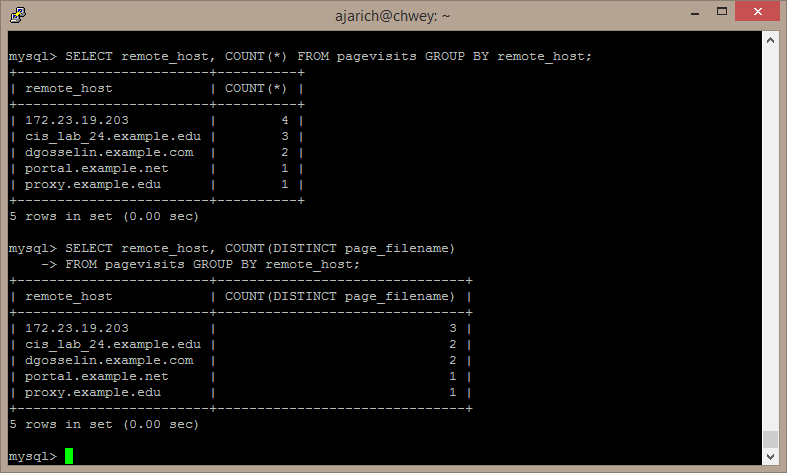 ajarich@chwey: ~
mysql> SELECT remote_host, COUNT(*) FROM pagevisits GROUP BY remote_host;
+-------------------------+----------+
| remote_host             | COUNT(*) |
+-------------------------+----------+
| 172.23.19.203           |        4 |
| cis_lab_24.example.edu  |        3 |
| dgosselin.example.com   |        2 |
| portal.example.net      |        1 |
| proxy.example.edu       |        1 |
+-------------------------+----------+
5 rows in set (0.00 sec)
mysql> SELECT remote_host, COUNT(DISTINCT page_filename)
    -> FROM pagevisits GROUP BY remote_host;
+-------------------------+-------------------------------+
| remote_host             | COUNT(DISTINCT page_filename) |
+-------------------------+-------------------------------+
| 172.23.19.203           |                             3 |
| cis_lab_24.example.edu  |                             2 |
| dgosselin.example.com   |                             2 |
| portal.example.net      |                             1 |
| proxy.example.edu       |                             1 |
+-------------------------+-------------------------------+
5 rows in set (0.00 sec)
mysql>